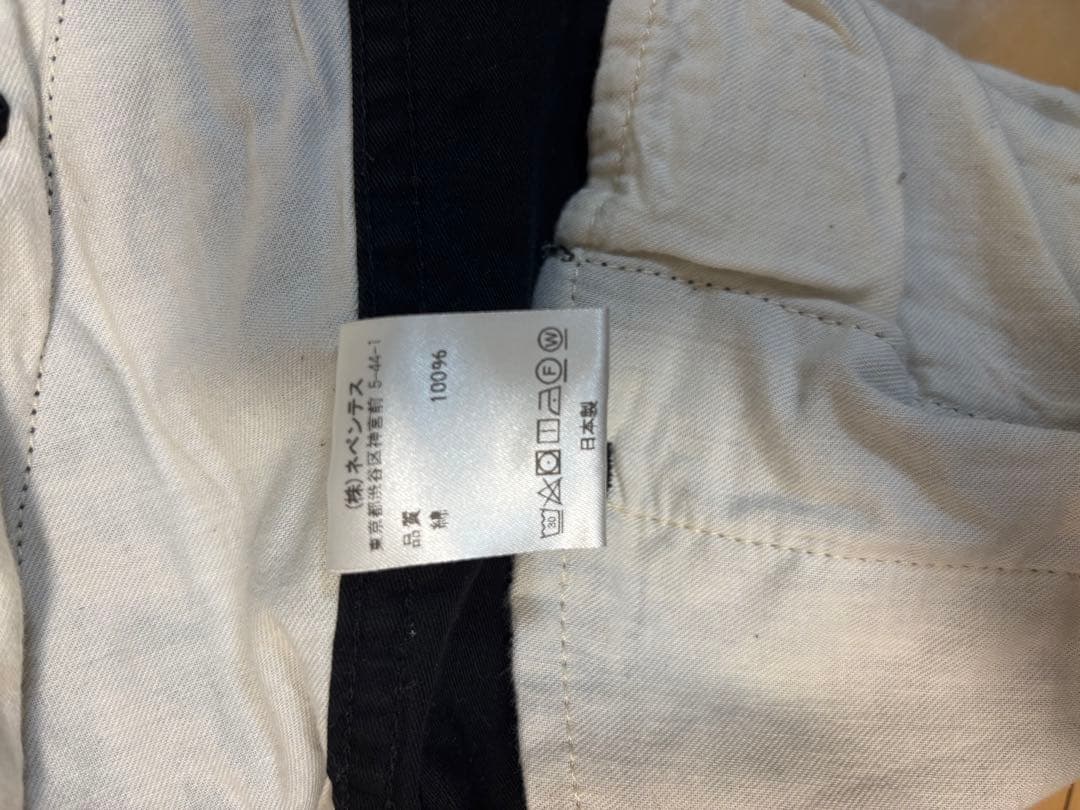 (株)ネペンテス
東京都渋谷区神宮前 5-44-1
品質
綿 100%
30 F W
日本製